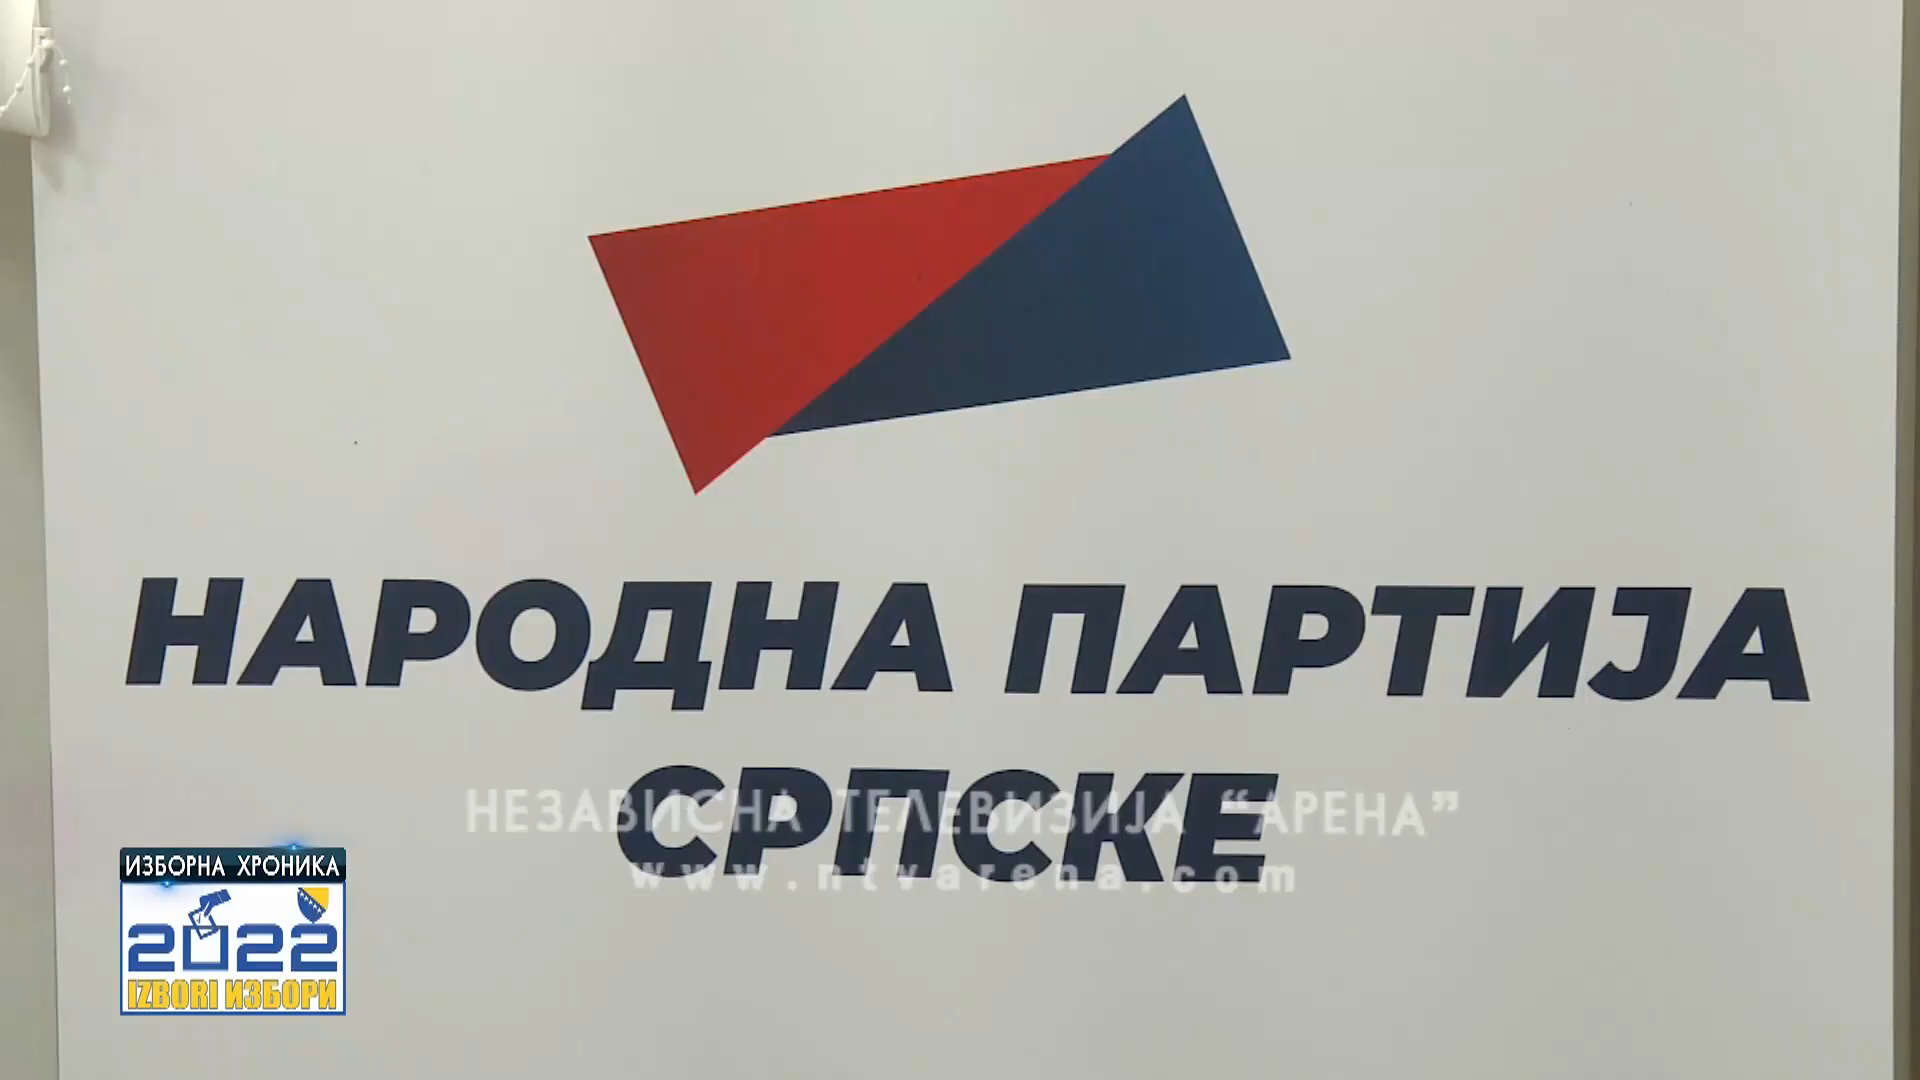 НАРОДНА ПАРТИЈА
СРПСКЕ
НЕЗАВИСНА ТЕЛЕВИЗИЈА “АРЕНА”
www.ntvarena.com
ИЗБОРНА ХРОНИКА
2022
IZBORI ИЗБОРИ